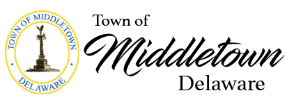 TOWN OF MIDDLETOWN
DELAWARE
Town of
Middletown
Delaware